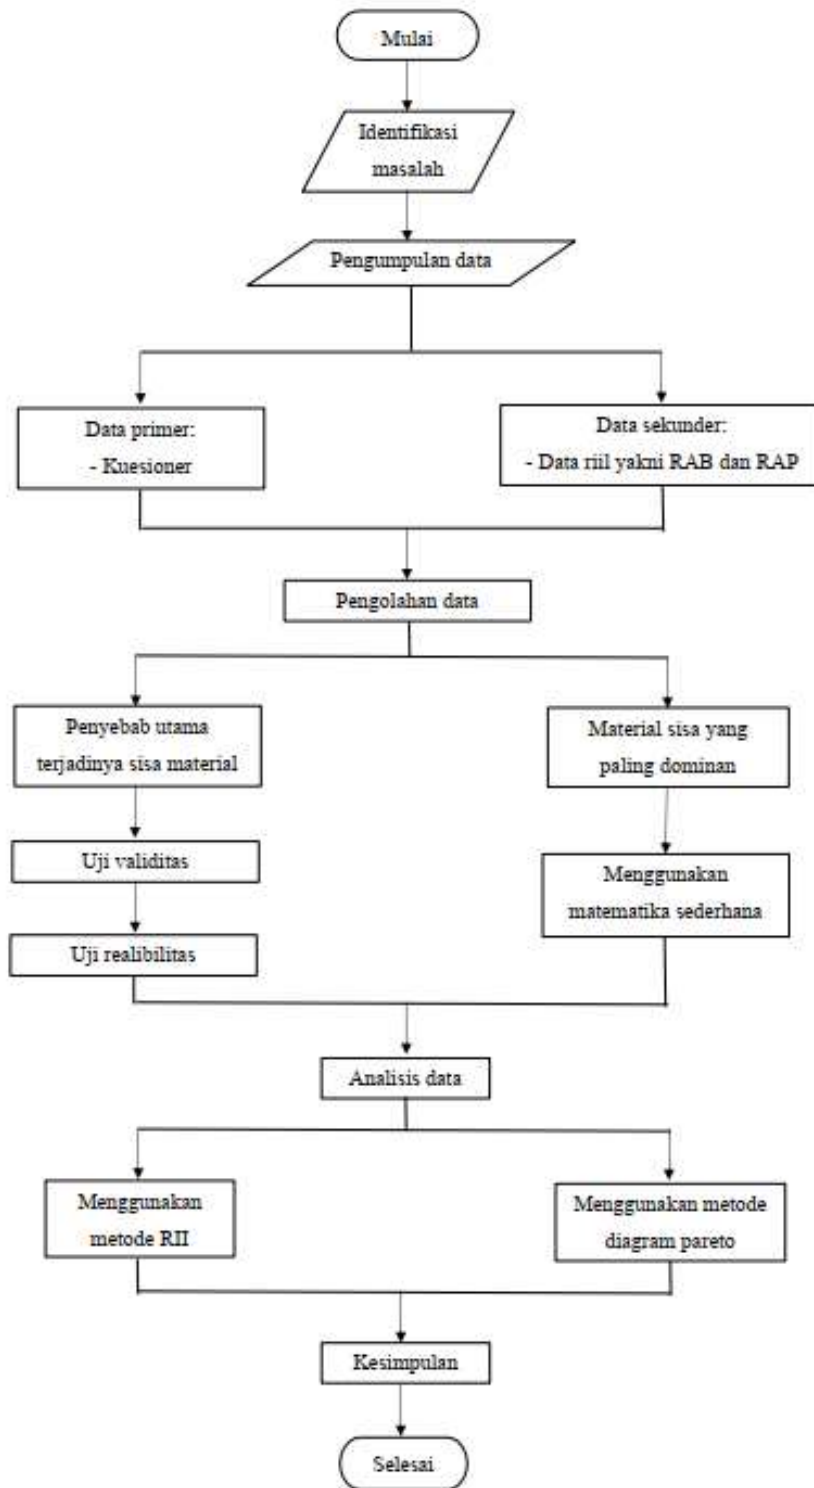 Mulai
Identifikasi
masalah
Pengumpulan data
Data primer:
- Kuesioner
Data sekunder:
- Data riil yakni RAB dan RAP
Pengolahan data
Penyebab utama
terjadinya sisa material
Uji validitas
Uji realibilitas
Material sisa yang
paling dominan
Menggunakan
matematika sederhana
Analisis data
Menggunakan
metode RII
Menggunakan metode
diagram pareto
Kesimpulan
Selesai